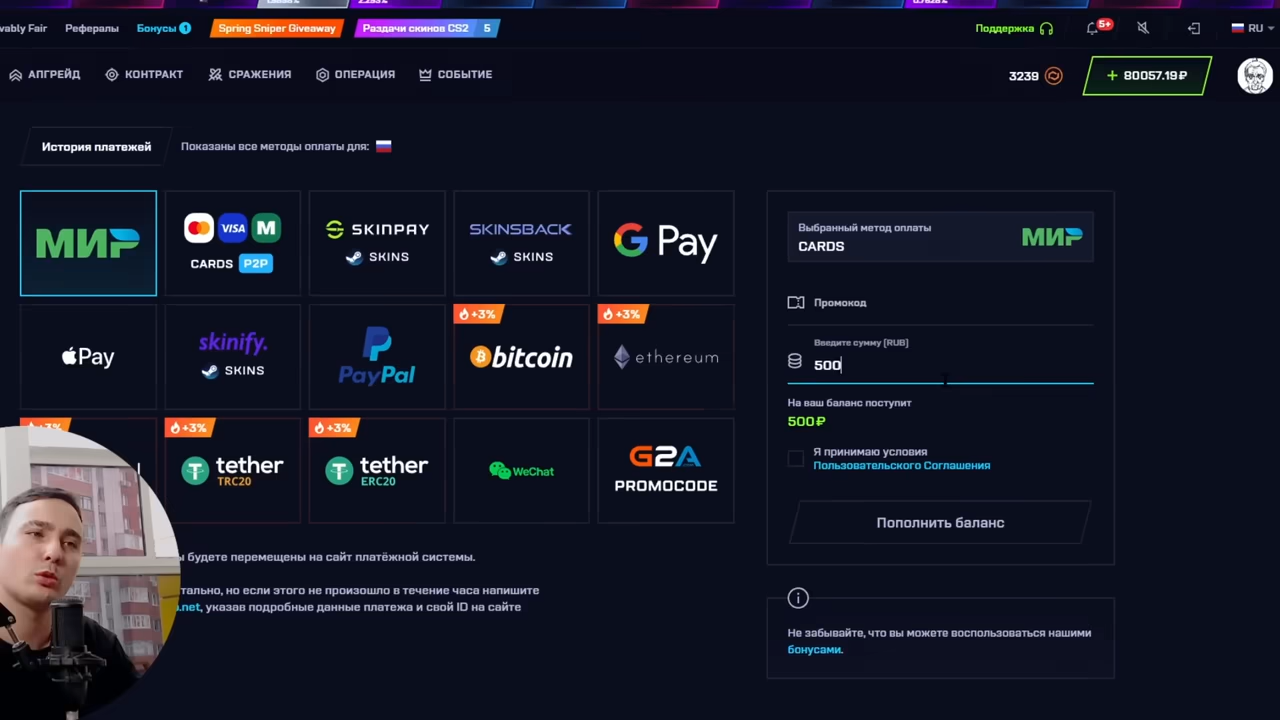 vably Fair
Рефералы
Бонусы 1
Spring Sniper Giveaway
Раздачи скинов CS2 5
Поддержка
5+
RU
АПГРЕЙД
КОНТРАКТ
СРАЖЕНИЯ
ОПЕРАЦИЯ
СОБЫТИЕ
3239
+ 80057.19₽
История платежей
Показаны все методы оплаты для:
МИР
VISA
M
CARDS P2P
SKINPAY
SKINS
SKINSBACK
SKINS
G Pay
Pay
skinify.
SKINS
PayPal
+3%
bitcoin
+3%
ethereum
+3%
+3%
tether
TRC20
+3%
tether
ERC20
WeChat
G2A
PROMOCODE
ы будете перемещены на сайт платёжной системы.
тально, но если этого не произошло в течение часа напишите
.net, указав подробные данные платежа и свой ID на сайте
Выбранный метод оплаты
CARDS
МИР
Промокод
Введите сумму (RUB)
500
На ваш баланс поступит
500₽
Я принимаю условия
Пользовательского Соглашения
Пополнить баланс
Не забывайте, что вы можете воспользоваться нашими
бонусами.